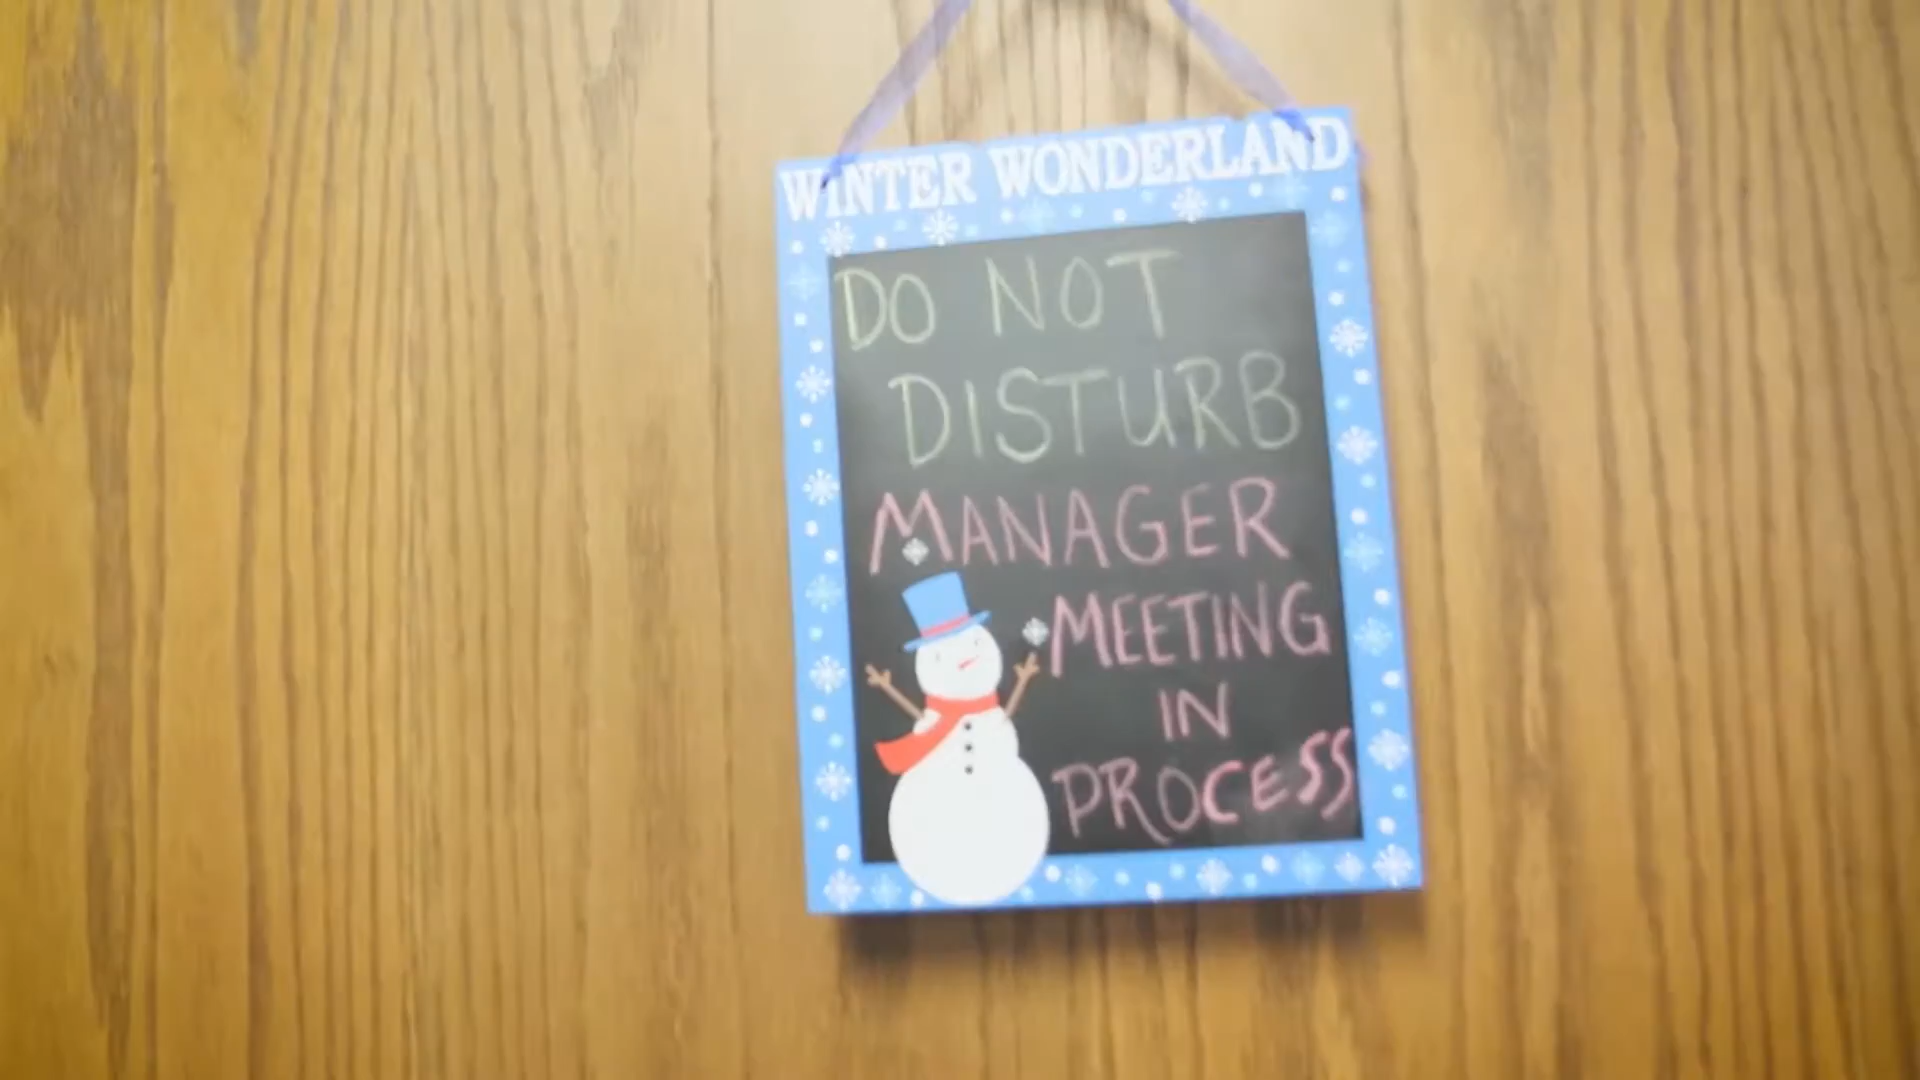 WINTER WONDERLAND
DO NOT
DISTURB
MANAGER
MEETING
IN
PROCESS